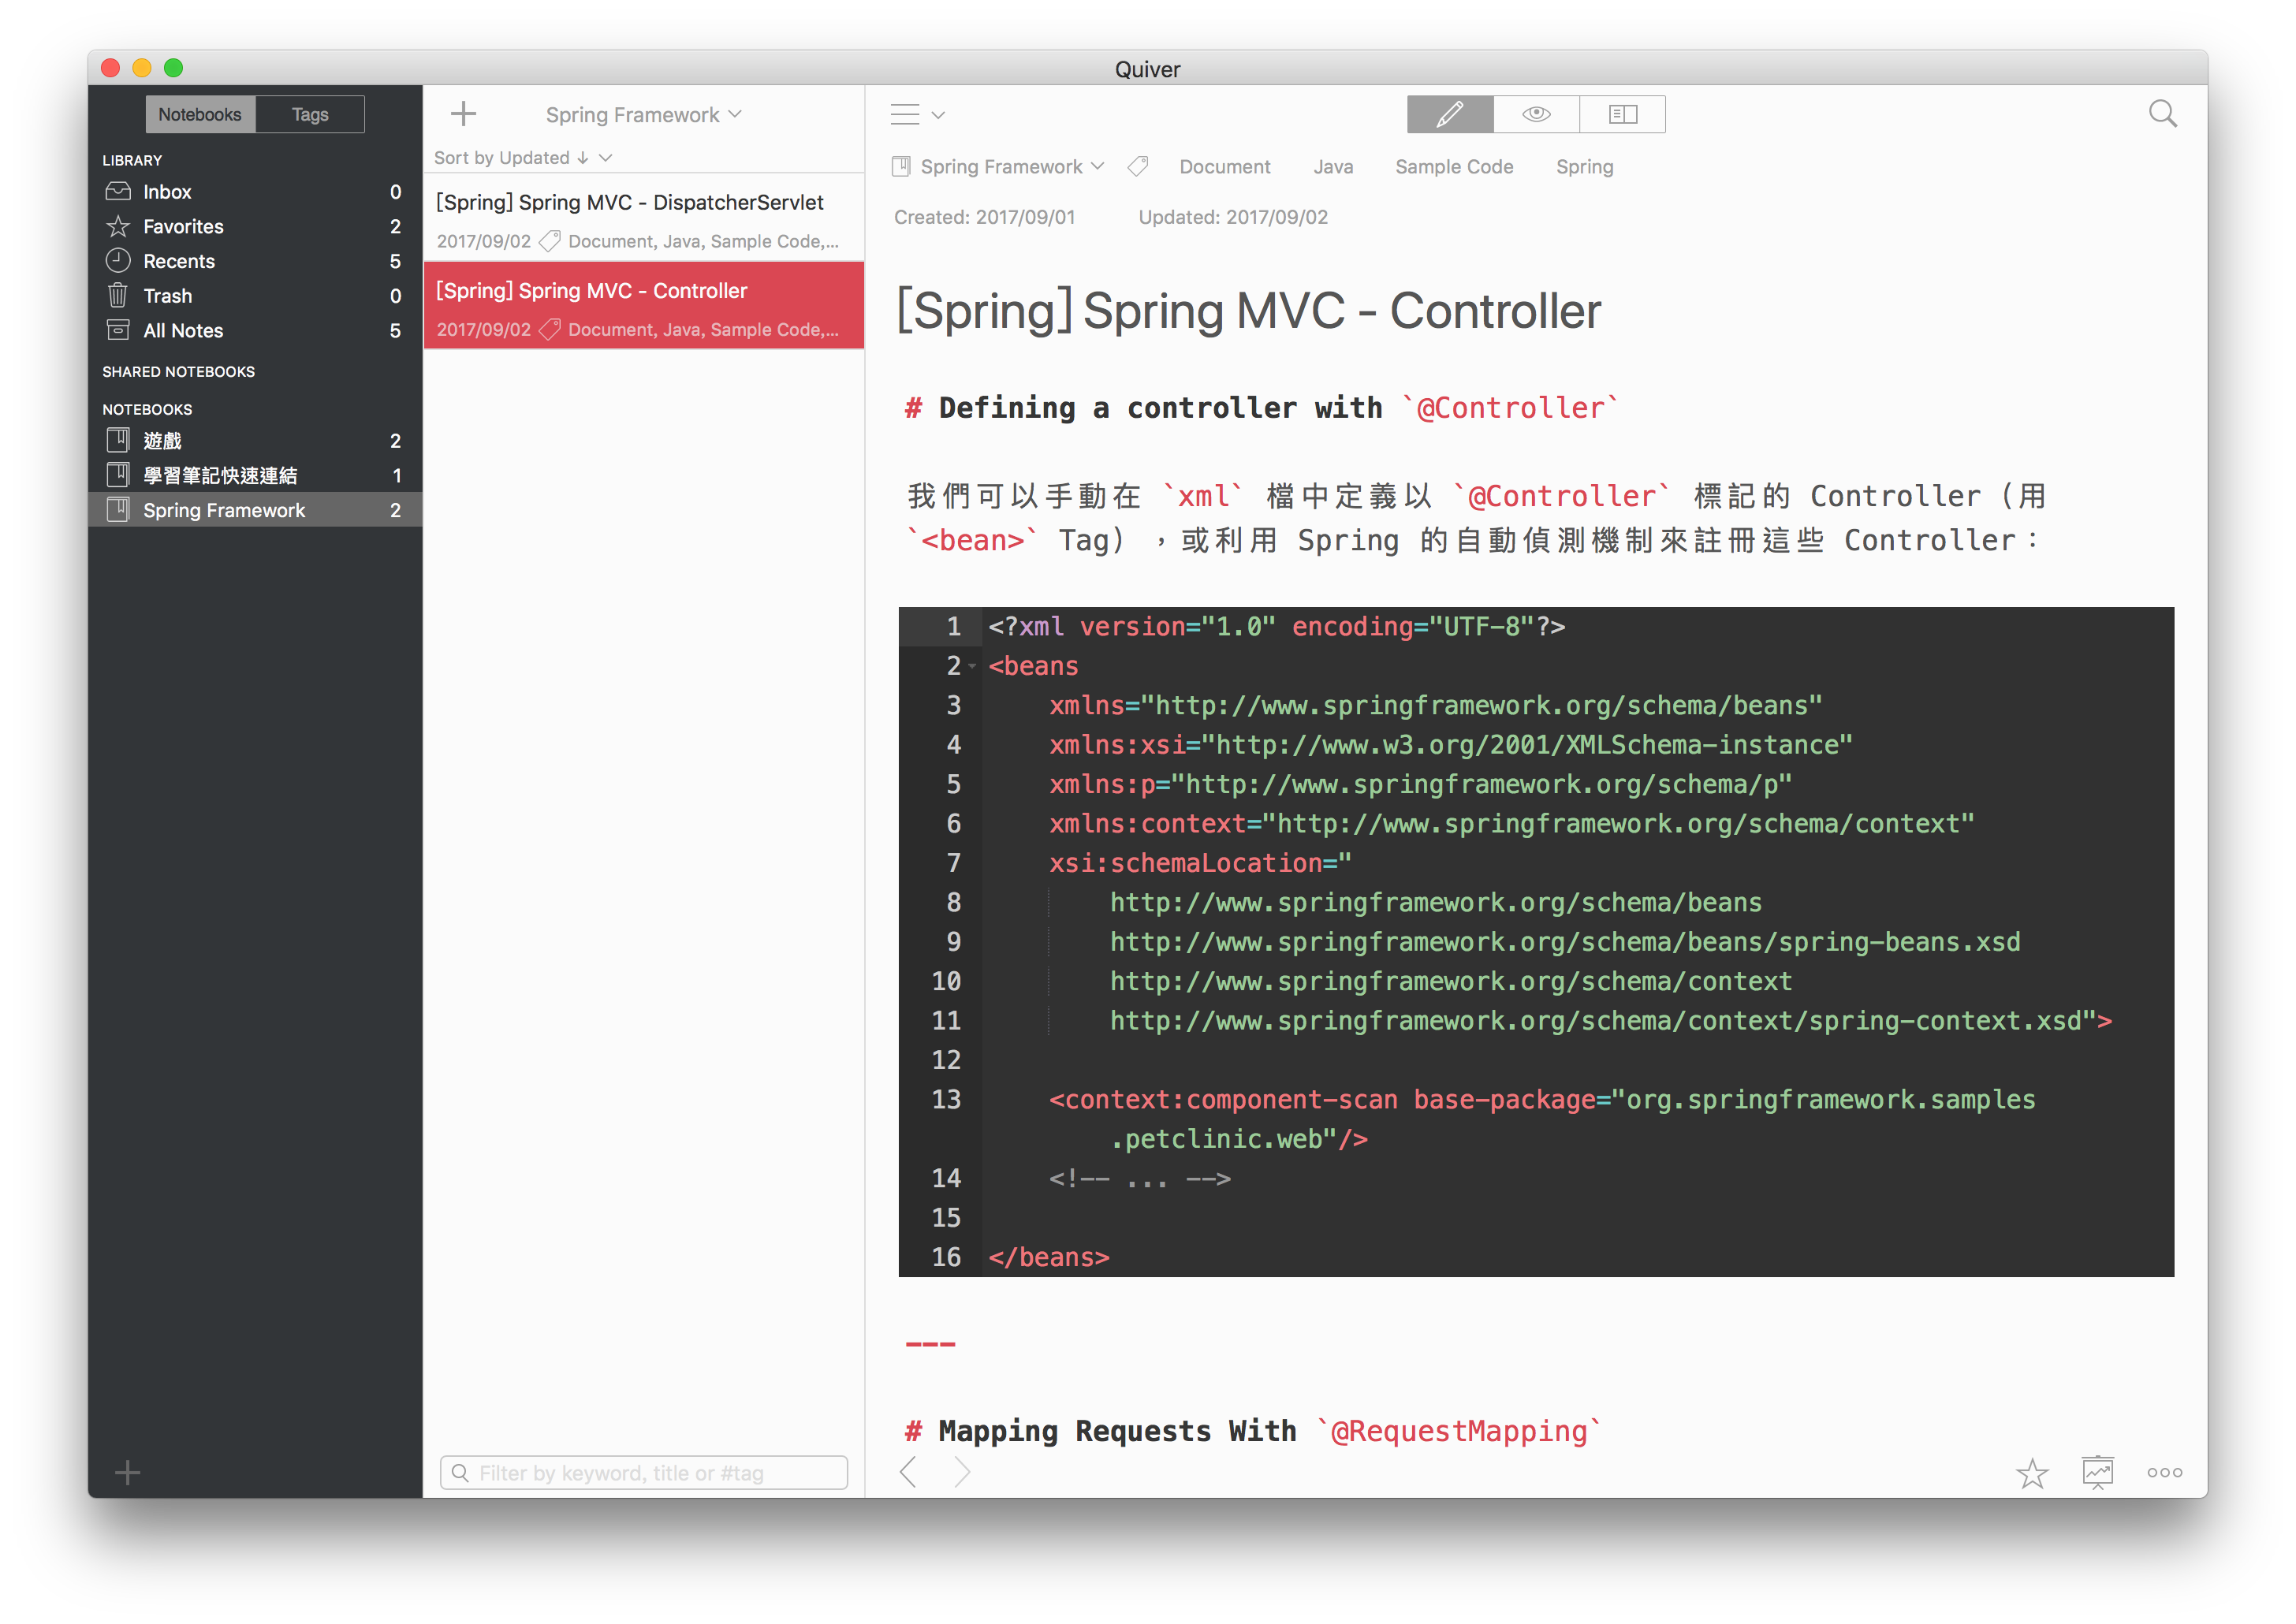 Quiver
Notebooks
Tags
LIBRARY
Inbox 0
Favorites 2
Recents 5
Trash 0
All Notes 5
SHARED NOTEBOOKS
NOTEBOOKS
遊戲 2
學習筆記快速連結 1
Spring Framework 2
Spring Framework
Sort by Updated ↓
[Spring] Spring MVC - DispatcherServlet
2017/09/02 Document, Java, Sample Code,...
[Spring] Spring MVC - Controller
2017/09/02 Document, Java, Sample Code,...
Filter by keyword, title or #tag
Spring Framework Document Java Sample Code Spring
Created: 2017/09/01 Updated: 2017/09/02
[Spring] Spring MVC - Controller
# Defining a controller with `@Controller`
我們可以手動在 `xml` 檔中定義以 `@Controller` 標記的 Controller（用
`<bean>` Tag），或利用 Spring 的自動偵測機制來註冊這些 Controller：
1 <?xml version="1.0" encoding="UTF-8"?>
2 <beans
3 xmlns="http://www.springframework.org/schema/beans"
4 xmlns:xsi="http://www.w3.org/2001/XMLSchema-instance"
5 xmlns:p="http://www.springframework.org/schema/p"
6 xmlns:context="http://www.springframework.org/schema/context"
7 xsi:schemaLocation="
8 http://www.springframework.org/schema/beans
9 http://www.springframework.org/schema/beans/spring-beans.xsd
10 http://www.springframework.org/schema/context
11 http://www.springframework.org/schema/context/spring-context.xsd">
12
13 <context:component-scan base-package="org.springframework.samples
.petclinic.web"/>
14 <!-- ... -->
15
16 </beans>
---
# Mapping Requests With `@RequestMapping`